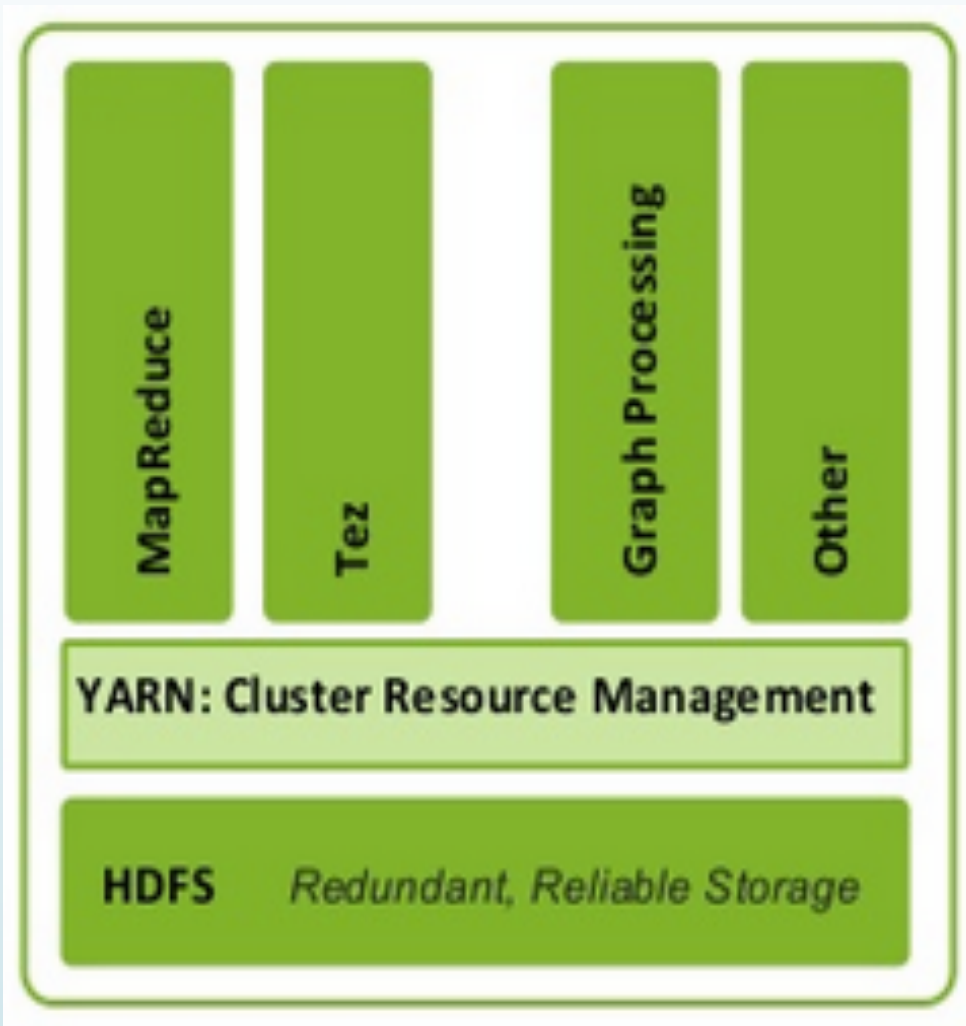 MapReduce
Tez
Graph Processing
Other
YARN: Cluster Resource Management
HDFS Redundant, Reliable Storage